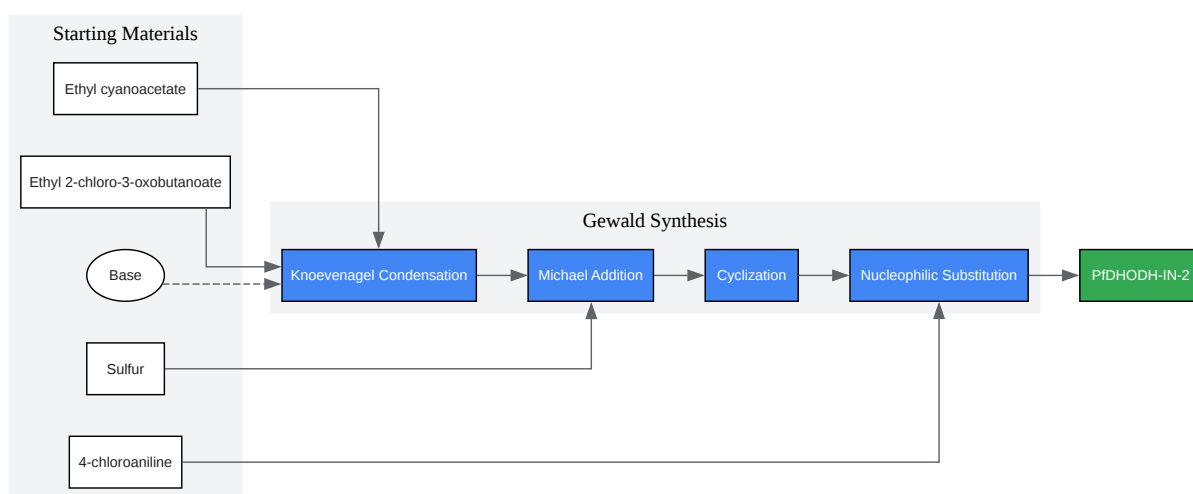 Starting Materials
Ethyl cyanoacetate
Ethyl 2-chloro-3-oxobutanoate
Gewald Synthesis
Base
Knoevenagel Condensation
Michael Addition
Cyclization
Nucleophilic Substitution
PfDHODH-IN-2
Sulfur
4-chloroaniline